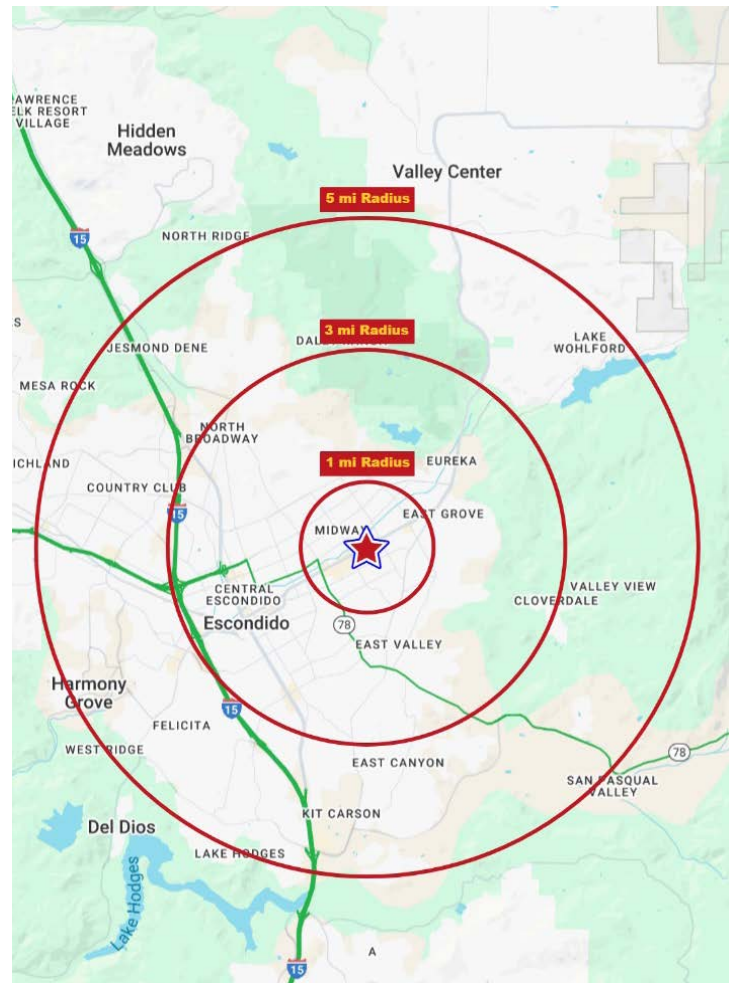 AWRENCE
ELK RESORT
VILLAGE
Hidden
Meadows
Valley Center
5 mi Radius
15
NORTH RIDGE
3 mi Radius
LAKE
WOHLFORD
S
JESMOND DENE
MESA ROCK
NORTH
BROADWAY
1 mi Radius
EUREKA
ICHLAND
COUNTRY CLUB
15
EAST GROVE
MIDWAY
CENTRAL
ESCONDIDO
VALLEY VIEW
CLOVERDALE
Escondido
78
EAST VALLEY
Harmony
Grove
15
FELICITA
WEST RIDGE
78
EAST CANYON
SAN PASQUAL
VALLEY
KIT CARSON
Del Dios
LAKE HODGES
Lake Hodges
A
15